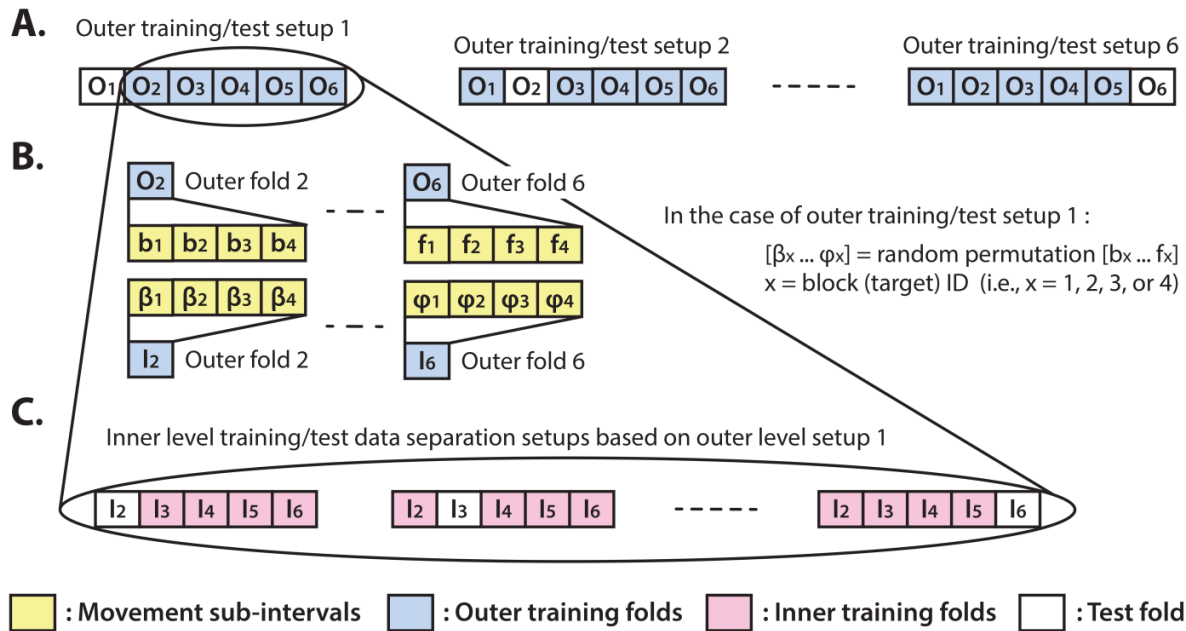 A.
Outer training/test setup 1
O1 O2 O3 O4 O5 O6
Outer training/test setup 2
O1 O2 O3 O4 O5 O6
Outer training/test setup 6
O1 O2 O3 O4 O5 O6
B.
O2 Outer fold 2
b1 b2 b3 b4
β1 β2 β3 β4
I2 Outer fold 2
O6 Outer fold 6
f1 f2 f3 f4
φ1 φ2 φ3 φ4
I6 Outer fold 6
In the case of outer training/test setup 1 :
[βx ... φx] = random permutation [bx ... fx]
x = block (target) ID (i.e., x = 1, 2, 3, or 4)
C.
Inner level training/test data separation setups based on outer level setup 1
I2 I3 I4 I5 I6
I2 I3 I4 I5 I6
I2 I3 I4 I5 I6
: Movement sub-intervals
: Outer training folds
: Inner training folds
: Test fold